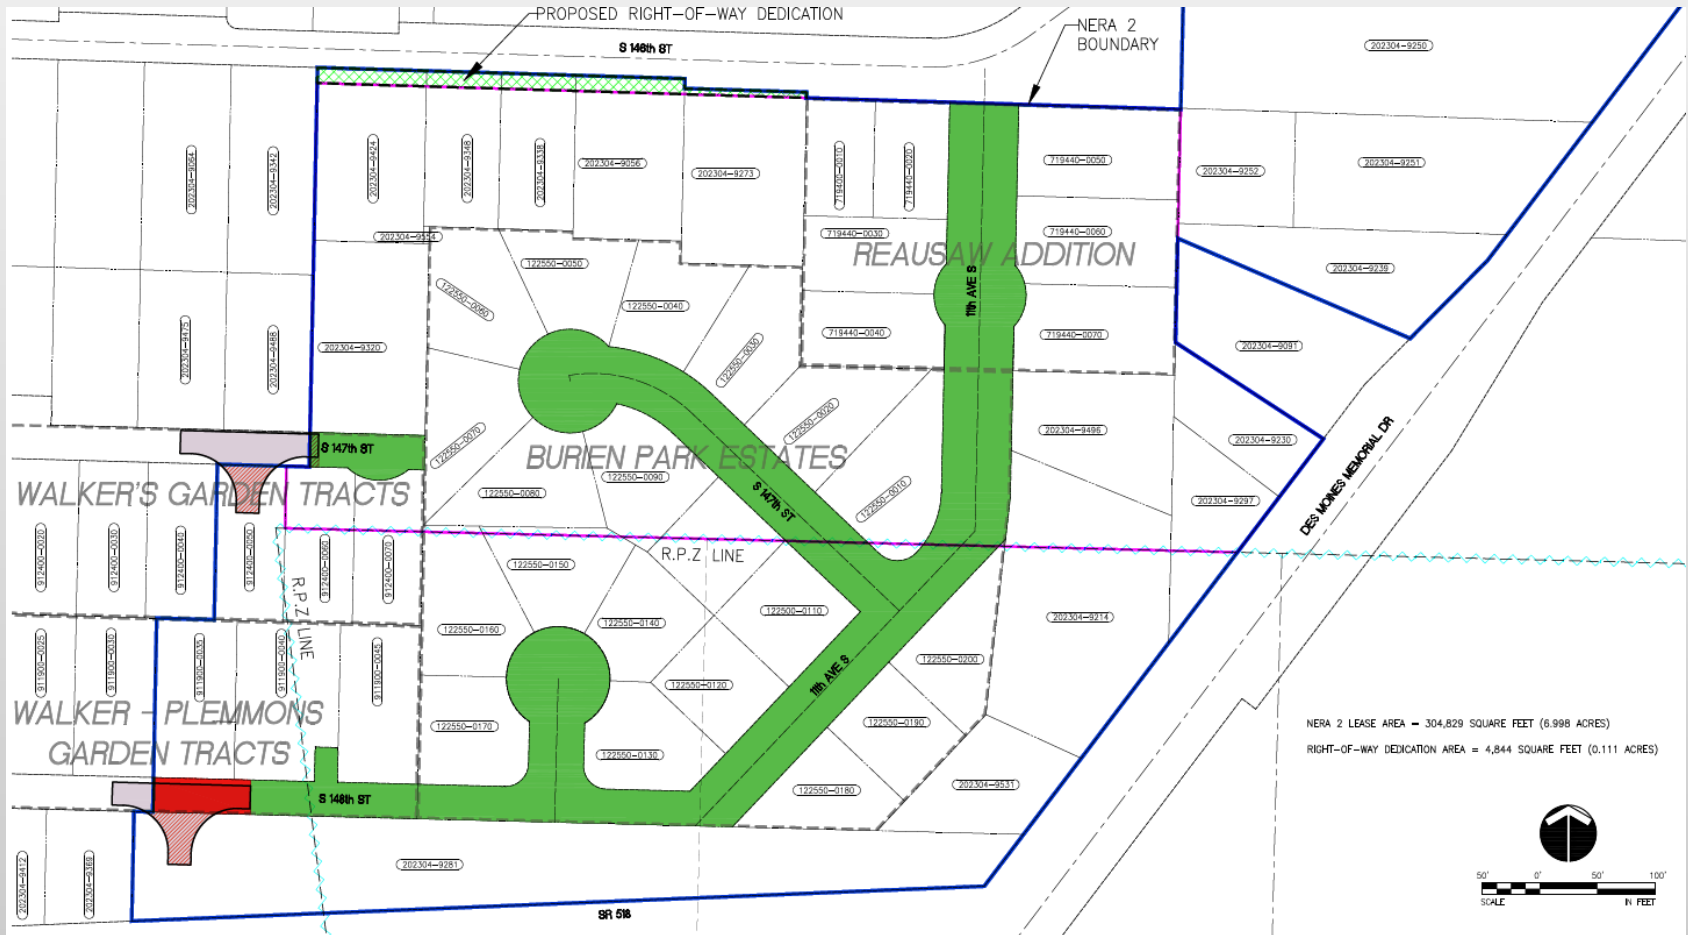 PROPOSED RIGHT-OF-WAY DEDICATION
NERA 2
BOUNDARY
S 146th ST
202304-9250
202304-9064
202304-9342
202304-9424
202304-9348
202304-9338
202304-9056
202304-9273
719400-0010
719440-0020
719440-0050
202304-9252
202304-9251
202304-9554
719440-0030
719440-0060
REAUSAW ADDITION
122550-0050
122550-0060
122550-0040
11th AVE S
202304-9239
202304-9475
202304-9488
202304-9320
122550-0030
719440-0040
719440-0070
202304-9091
122550-0020
202304-9496
202304-9230
S 147th ST
122550-0070
BURIEN PARK ESTATES
122550-0090
122550-0080
122550-0010
S 147th ST
202304-9297
DES MOINES MEMORIAL DR
WALKER'S GARDEN TRACTS
912400-0020
912400-0030
912400-0040
912400-0050
912400-0060
912400-0070
R.P.Z LINE
R.P.Z LINE
122550-0150
122500-0110
202304-9214
122550-0160
122550-0140
911900-0025
911900-0030
911900-0035
911900-0040
911900-0045
122550-0200
122550-0120
11th AVE S
WALKER - PLEMMONS
GARDEN TRACTS
122550-0170
122550-0190
122550-0130
NERA 2 LEASE AREA = 304,829 SQUARE FEET (6.998 ACRES)
RIGHT-OF-WAY DEDICATION AREA = 4,844 SQUARE FEET (0.111 ACRES)
S 148th ST
122550-0180
202304-9531
202304-9412
202304-9369
202304-9281
SR 518
50' 0' 50' 100'
SCALE IN FEET